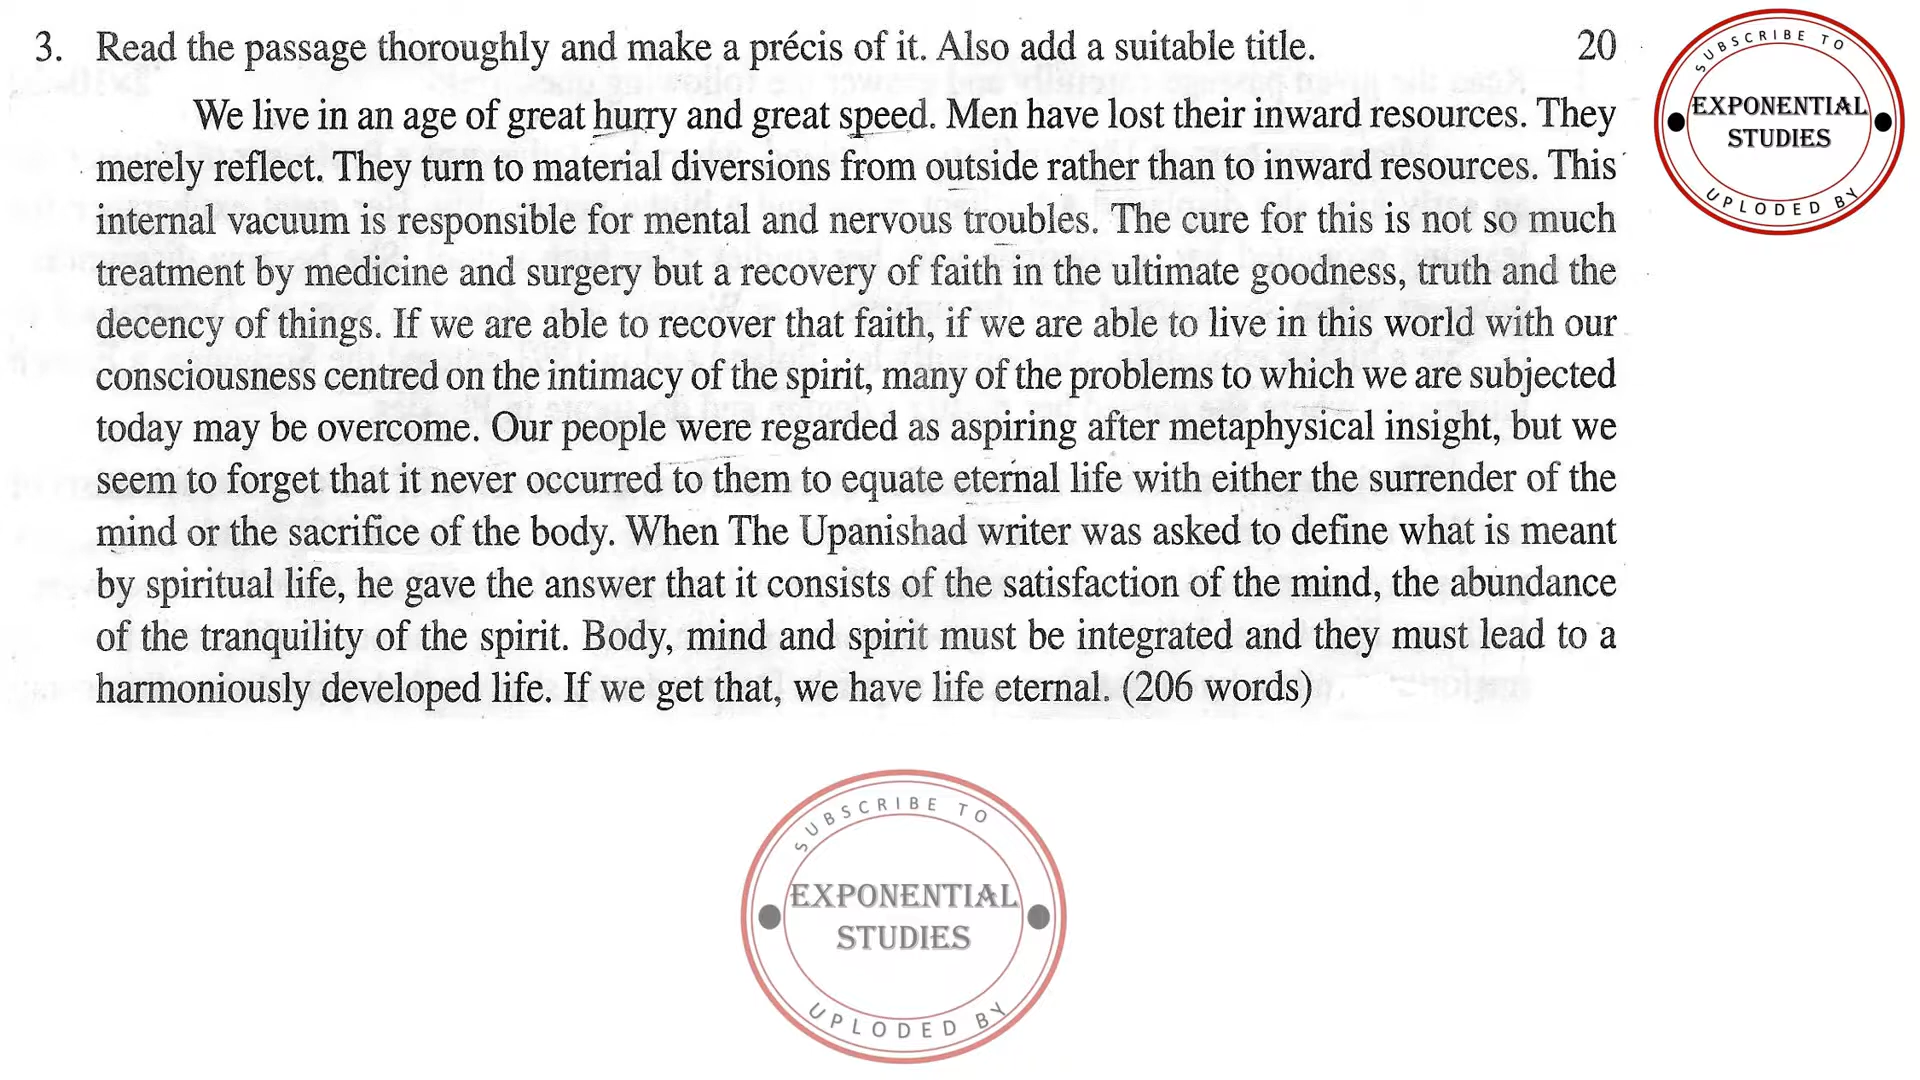 3. Read the passage thoroughly and make a précis of it. Also add a suitable title. 20
We live in an age of great hurry and great speed. Men have lost their inward resources. They
merely reflect. They turn to material diversions from outside rather than to inward resources. This
internal vacuum is responsible for mental and nervous troubles. The cure for this is not so much
treatment by medicine and surgery but a recovery of faith in the ultimate goodness, truth and the
decency of things. If we are able to recover that faith, if we are able to live in this world with our
consciousness centred on the intimacy of the spirit, many of the problems to which we are subjected
today may be overcome. Our people were regarded as aspiring after metaphysical insight, but we
seem to forget that it never occurred to them to equate eternal life with either the surrender of the
mind or the sacrifice of the body. When The Upanishad writer was asked to define what is meant
by spiritual life, he gave the answer that it consists of the satisfaction of the mind, the abundance
of the tranquility of the spirit. Body, mind and spirit must be integrated and they must lead to a
harmoniously developed life. If we get that, we have life eternal. (206 words)
SUBSCRIBE TO
EXPONENTIAL
STUDIES
UPLODED BY
SUBSCRIBE TO
EXPONENTIAL
STUDIES
UPLODED BY